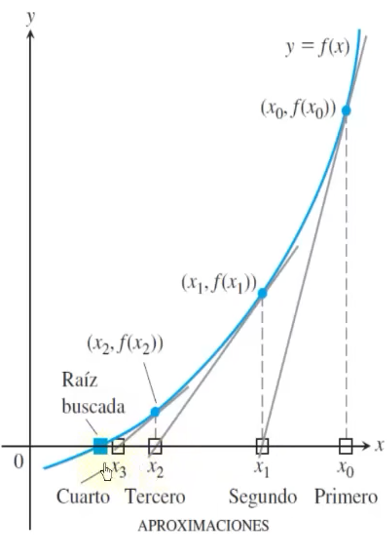 y
y = f(x)
(x₀, f(x₀))
(x₁, f(x₁))
(x₂, f(x₂))
Raíz
buscada
0
x₃ x₂ x₁ x₀ x
Cuarto Tercero Segundo Primero
APROXIMACIONES